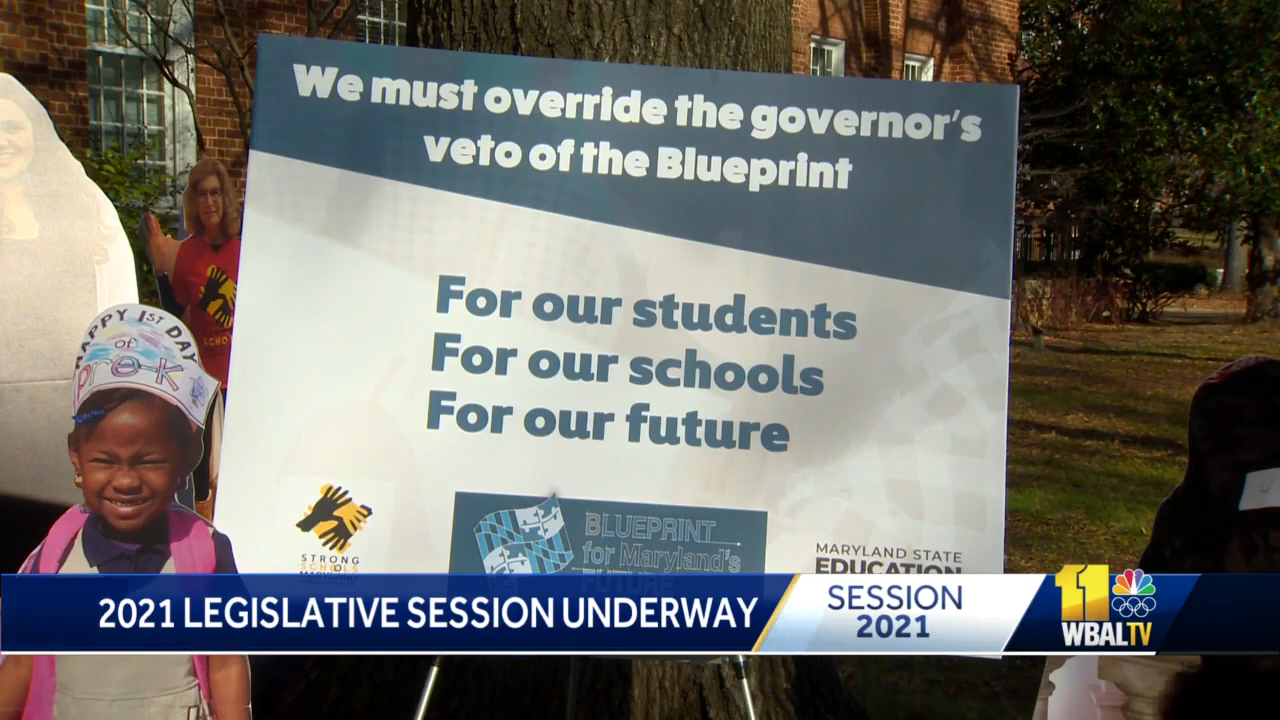 We must override the governor's
veto of the Blueprint
For our students
For our schools
For our future
HAPPY 1ST DAY
of
Pre-K
STRONG
SCHOOLS
MARYLAND
BLUEPRINT
for Maryland's
FUTURE
MARYLAND STATE
EDUCATION
2021 LEGISLATIVE SESSION UNDERWAY
SESSION
2021
11
WBALTV